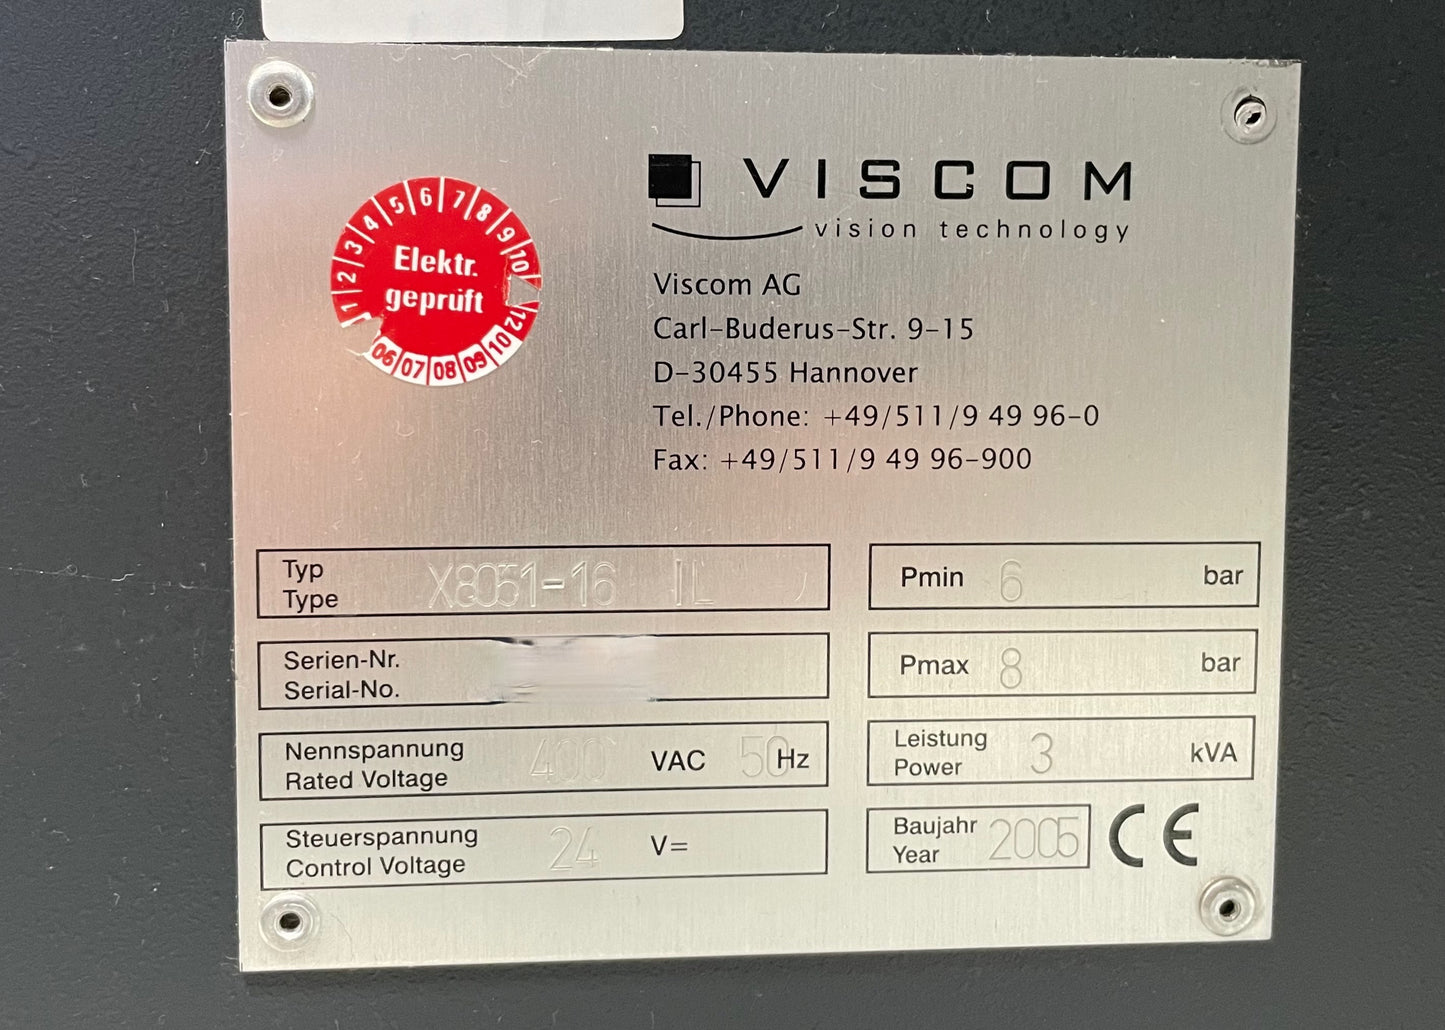 VISCOM
vision technology
1 2 3 4 5 6 7 8 9 10 12
Elektr.
geprüft
06 07 08 09 10
Viscom AG
Carl-Buderus-Str. 9-15
D-30455 Hannover
Tel./Phone: +49/511/9 49 96-0
Fax: +49/511/9 49 96-900
Typ
Type X8051-16 IL
Pmin 6 bar
Serien-Nr.
Serial-No.
Pmax 8 bar
Nennspannung
Rated Voltage 400 VAC 50 Hz
Leistung
Power 3 kVA
Steuerspannung
Control Voltage 24 V=
Baujahr
Year 2005
CE